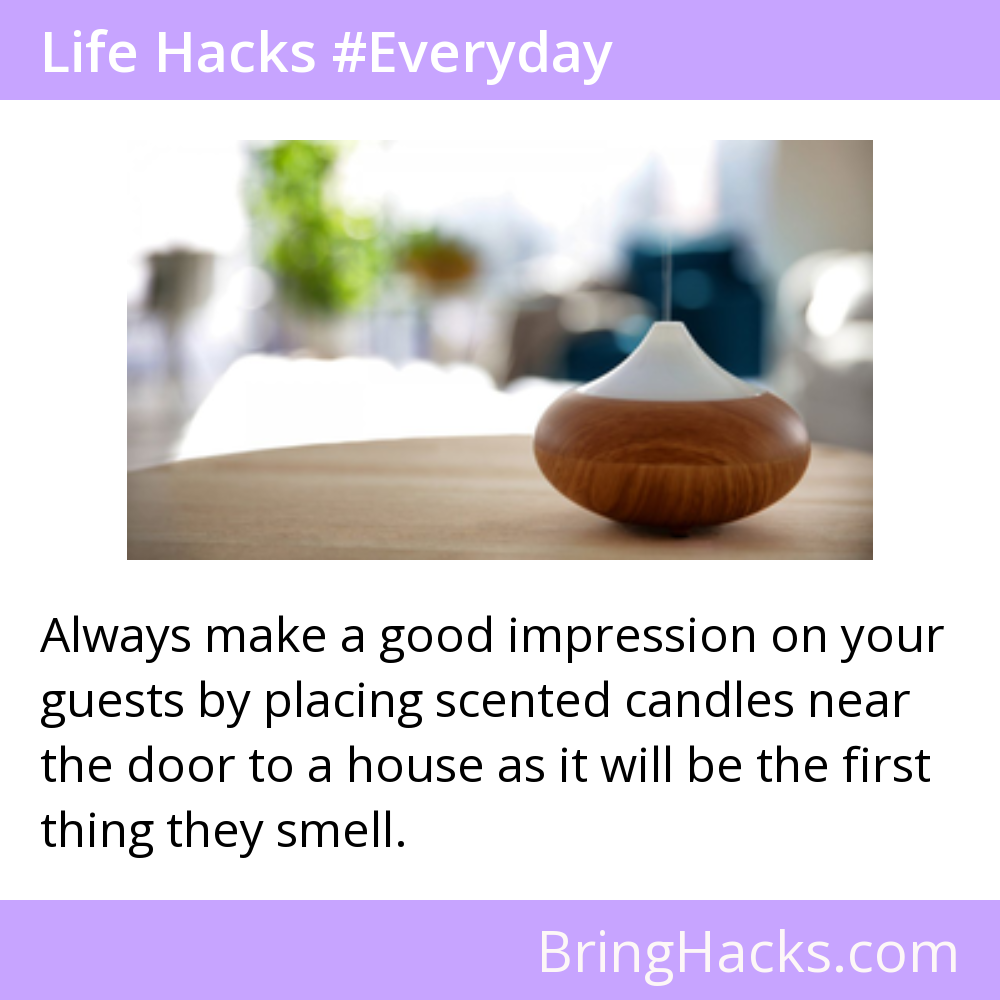 Life Hacks #Everyday
Always make a good impression on your
guests by placing scented candles near
the door to a house as it will be the first
thing they smell.
BringHacks.com